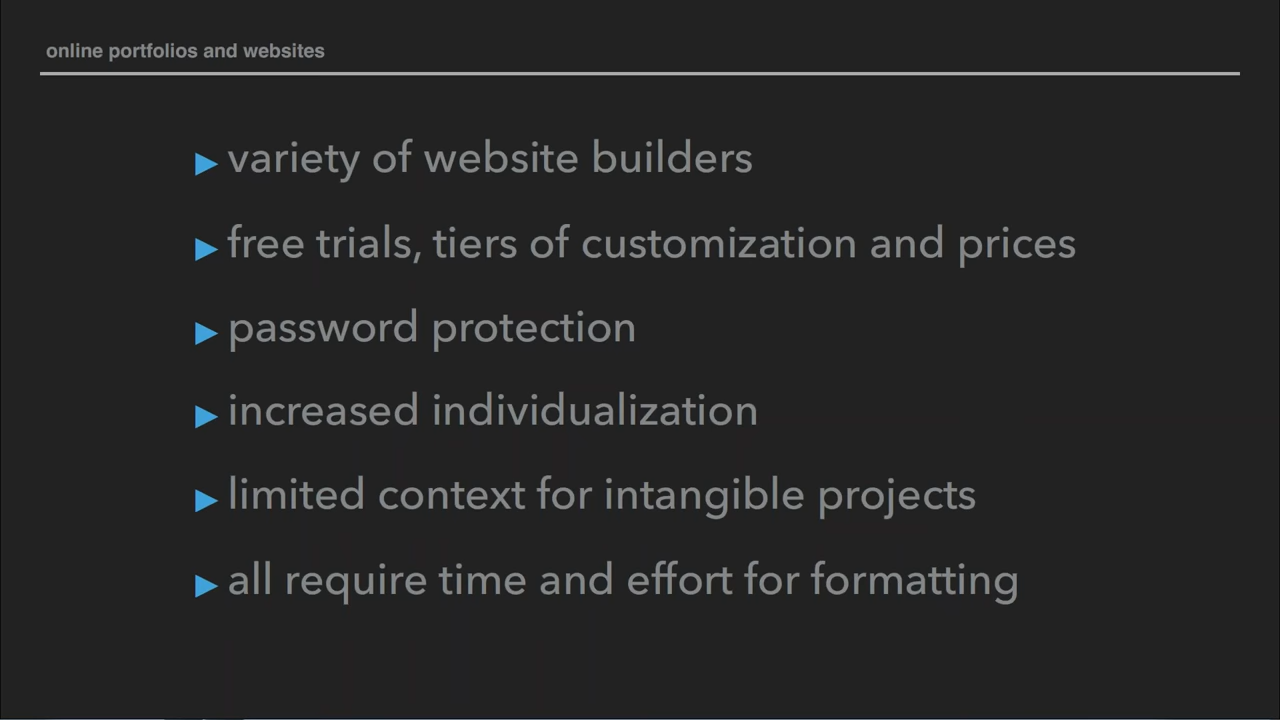 online portfolios and websites
▶ variety of website builders
▶ free trials, tiers of customization and prices
▶ password protection
▶ increased individualization
▶ limited context for intangible projects
▶ all require time and effort for formatting